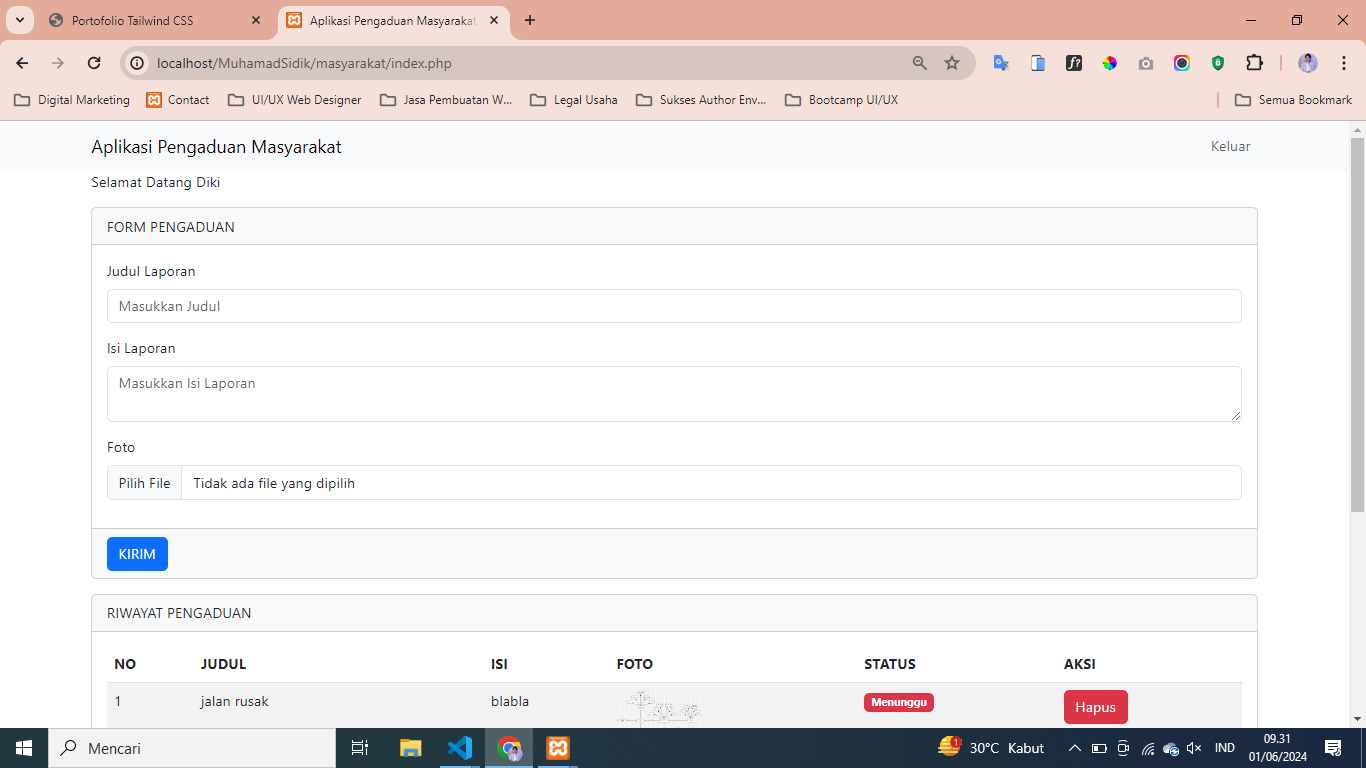 Portofolio Tailwind CSS
Aplikasi Pengaduan Masyarakat
localhost/MuhamadSidik/masyarakat/index.php
Digital Marketing
Contact
UI/UX Web Designer
Jasa Pembuatan W...
Legal Usaha
Sukses Author Env...
Bootcamp UI/UX
Semua Bookmark
Aplikasi Pengaduan Masyarakat
Keluar
Selamat Datang Diki
FORM PENGADUAN
Judul Laporan
Masukkan Judul
Isi Laporan
Masukkan Isi Laporan
Foto
Pilih File Tidak ada file yang dipilih
KIRIM
RIWAYAT PENGADUAN
NO JUDUL ISI FOTO STATUS AKSI
1 jalan rusak blabla Menunggu Hapus
Mencari
1
30°C Kabut
IND
09.31
01/06/2024